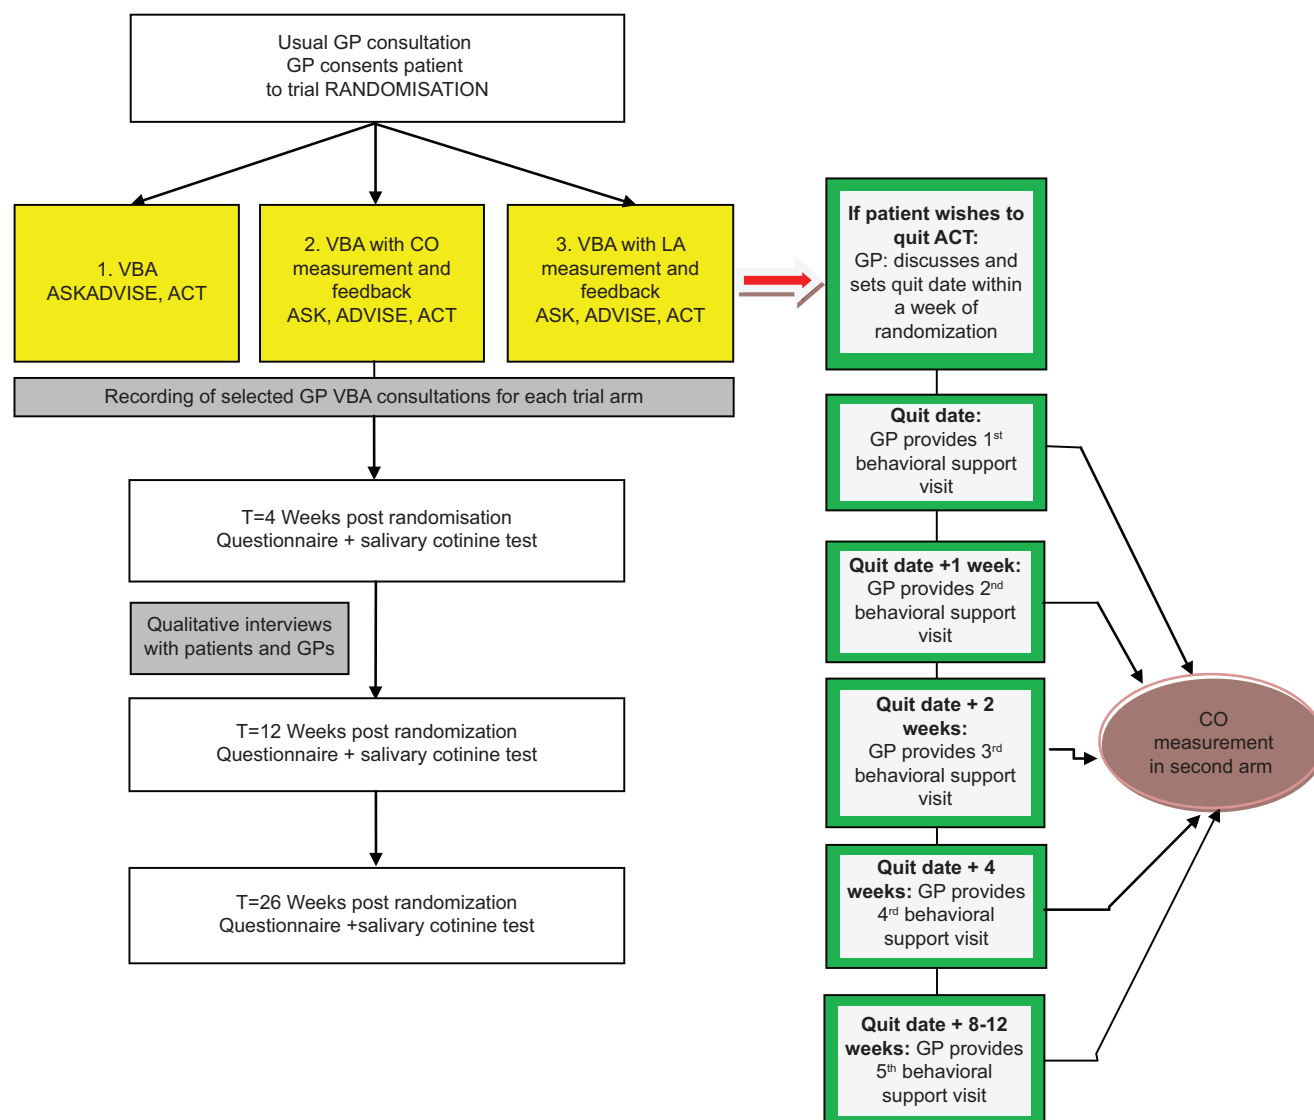 Usual GP consultation
GP consents patient
to trial RANDOMISATION
1. VBA
ASKADVISE, ACT
2. VBA with CO
measurement and
feedback
ASK, ADVISE, ACT
3. VBA with LA
measurement and
feedback
ASK, ADVISE, ACT
Recording of selected GP VBA consultations for each trial arm
T=4 Weeks post randomisation
Questionnaire + salivary cotinine test
Qualitative interviews
with patients and GPs
T=12 Weeks post randomization
Questionnaire + salivary cotinine test
T=26 Weeks post randomization
Questionnaire +salivary cotinine test
If patient wishes to
quit ACT:
GP: discusses and
sets quit date within
a week of
randomization
Quit date:
GP provides 1st
behavioral support
visit
Quit date +1 week:
GP provides 2nd
behavioral support
visit
Quit date + 2
weeks:
GP provides 3rd
behavioral support
visit
Quit date + 4
weeks: GP provides
4rd behavioral
support visit
Quit date + 8-12
weeks: GP provides
5th behavioral
support visit
CO
measurement
in second arm